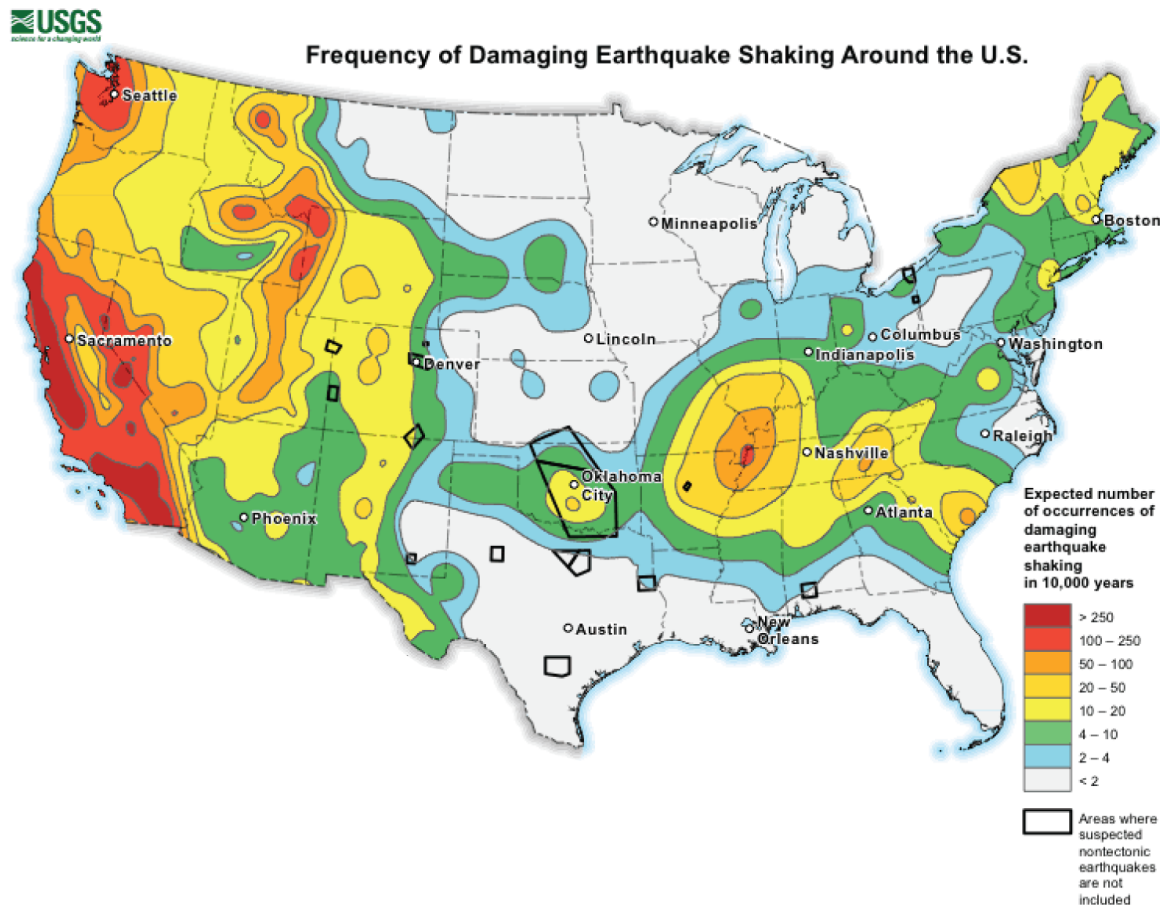 USGS
science for a changing world
Frequency of Damaging Earthquake Shaking Around the U.S.
Seattle
Minneapolis
Boston
Sacramento
Lincoln
Columbus
Washington
Denver
Indianapolis
Raleigh
Nashville
Oklahoma
City
Phoenix
Atlanta
Austin
New
Orleans
Expected number
of occurrences of
damaging
earthquake
shaking
in 10,000 years
> 250
100 – 250
50 – 100
20 – 50
10 – 20
4 – 10
2 – 4
< 2
Areas where
suspected
nontectonic
earthquakes
are not
included